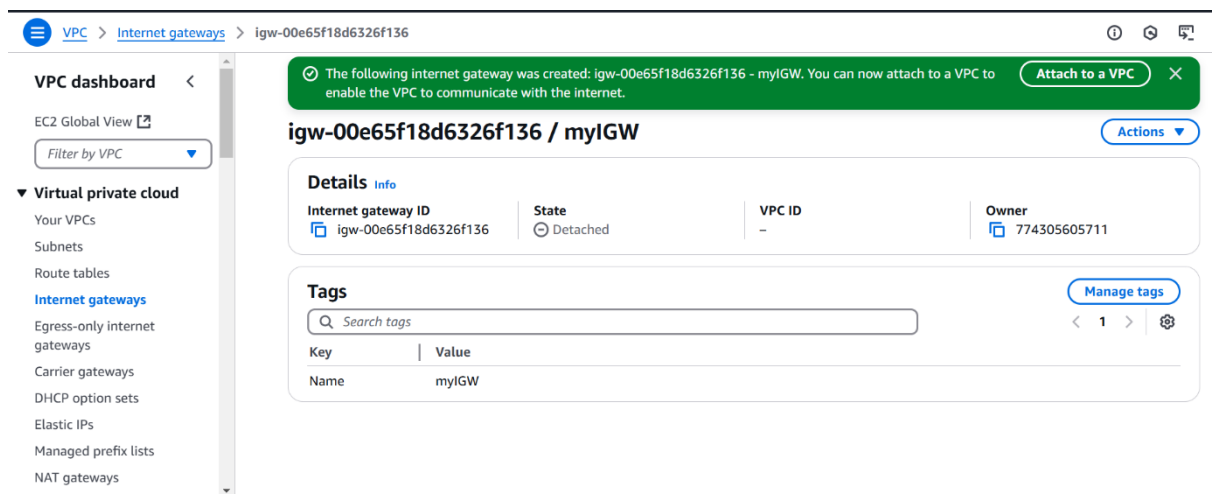 VPC > Internet gateways > igw-00e65f18d6326f136
VPC dashboard
EC2 Global View
Filter by VPC
Virtual private cloud
Your VPCs
Subnets
Route tables
Internet gateways
Egress-only internet
gateways
Carrier gateways
DHCP option sets
Elastic IPs
Managed prefix lists
NAT gateways
The following internet gateway was created: igw-00e65f18d6326f136 - myIGW. You can now attach to a VPC to
enable the VPC to communicate with the internet.
Attach to a VPC
igw-00e65f18d6326f136 / myIGW
Actions
Details Info
Internet gateway ID
igw-00e65f18d6326f136
State
Detached
VPC ID
–
Owner
774305605711
Tags
Manage tags
Search tags
1
Key Value
Name myIGW